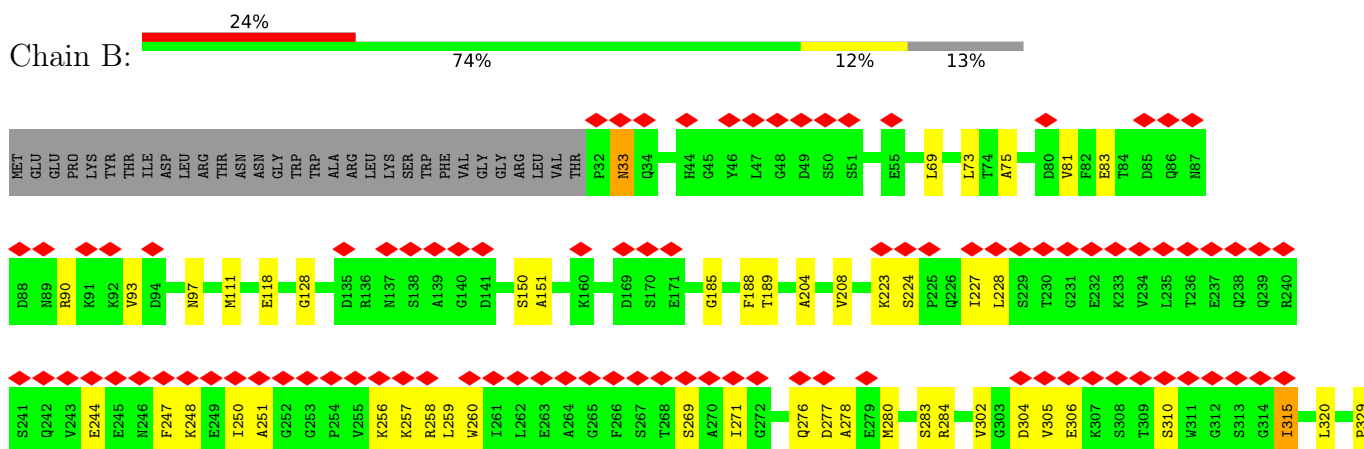 24%
Chain B:
74% 12% 13%
MET GLU GLU PRO LYS TYR THR THR ILE ASP LEU ARG THR ASN ASN GLY TRP TRP ALA ARG LEU LYS SER TRP PHE VAL GLY GLY ARG LEU VAL THR P32 N33 Q34 H44 G45 Y46 L47 G48 D49 S50 S51 E55 L69 L73 T74 A75 D80 V81 F82 E83 T84 D85 Q86 N87
D88 N89 R90 K91 K92 V93 D94 N97 M111 E118 G128 D135 R136 N137 S138 A139 G140 D141 S150 A151 K160 D169 S170 E171 G185 F188 T189 A204 V208 K223 S224 P225 Q226 I227 L228 S229 T230 G231 E232 K233 V234 L235 T236 E237 Q238 Q239 R240
S241 Q242 V243 E244 E245 N246 F247 K248 E249 I250 A251 G252 G253 P254 V255 K256 K257 R258 L259 W260 I261 L262 E263 A264 G265 F266 S267 T268 S269 A270 I271 G272 Q276 D277 A278 E279 M280 S283 R284 V302 G303 D304 V305 E306 K307 S308 T309 S310 W311 G312 S313 G314 I315 L320